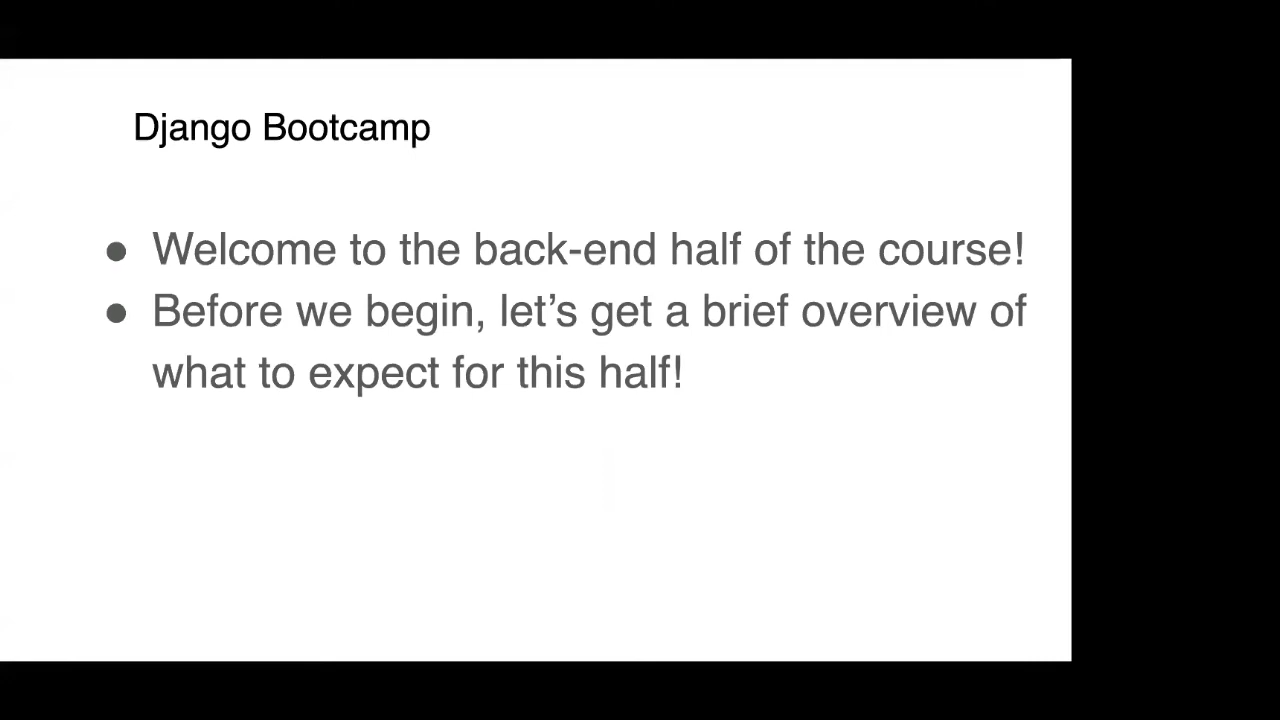 Django Bootcamp
● Welcome to the back-end half of the course!
● Before we begin, let’s get a brief overview of
what to expect for this half!